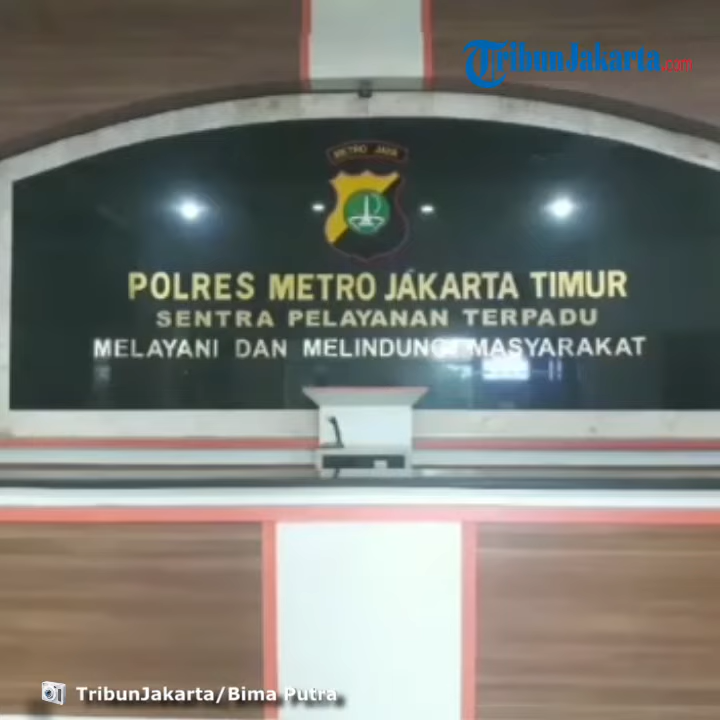 TribunJakarta.com
METRO JAYA
POLRES METRO JAKARTA TIMUR
SENTRA PELAYANAN TERPADU
MELAYANI DAN MELINDUNGI MASYARAKAT
TribunJakarta/Bima Putra